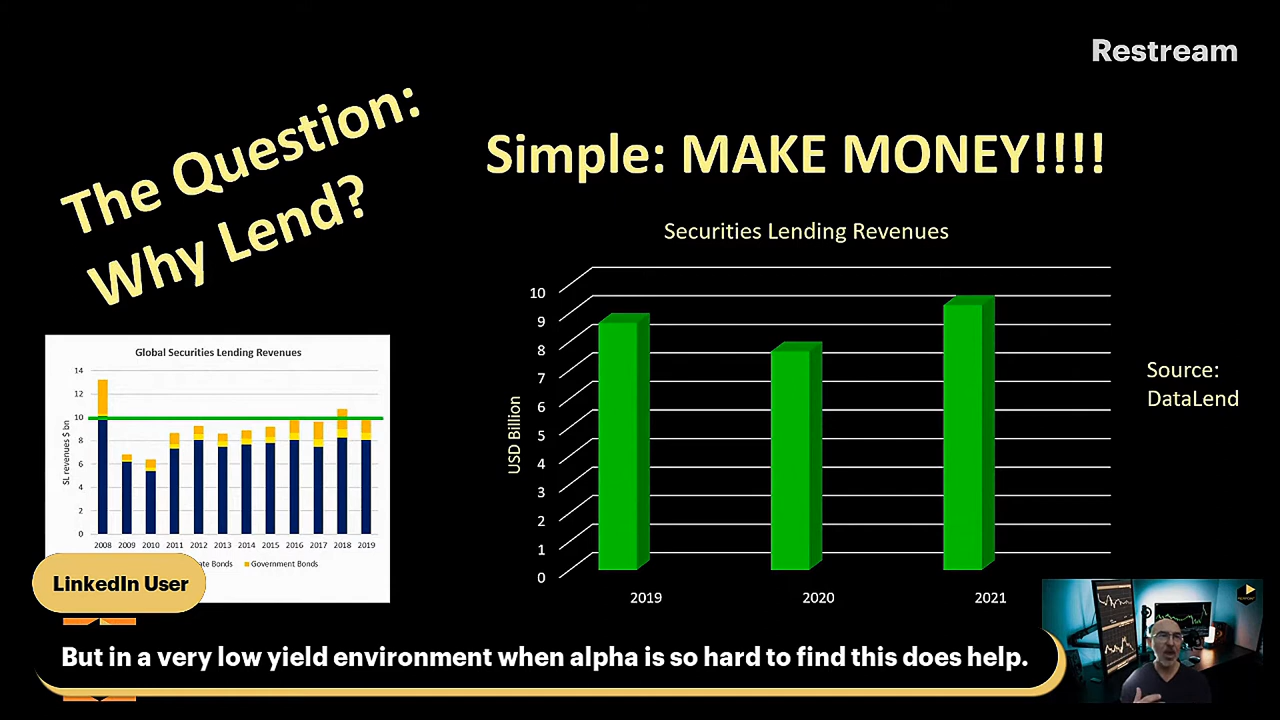 Restream
The Question:
Why Lend?
Simple: MAKE MONEY!!!!
Securities Lending Revenues
10
9
8
7
6
5
4
3
2
1
0
USD Billion
2019
2020
2021
Source:
DataLend
Global Securities Lending Revenues
14
12
10
8
6
4
2
0
SL revenues $ bn
2008 2009 2010 2011 2012 2013 2014 2015 2016 2017 2018 2019
Bonds Government Bonds
LinkedIn User
But in a very low yield environment when alpha is so hard to find this does help.